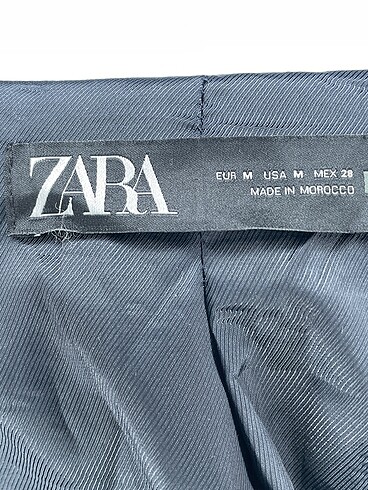 ZARA
EUR M USA M MEX 28
MADE IN MOROCCO